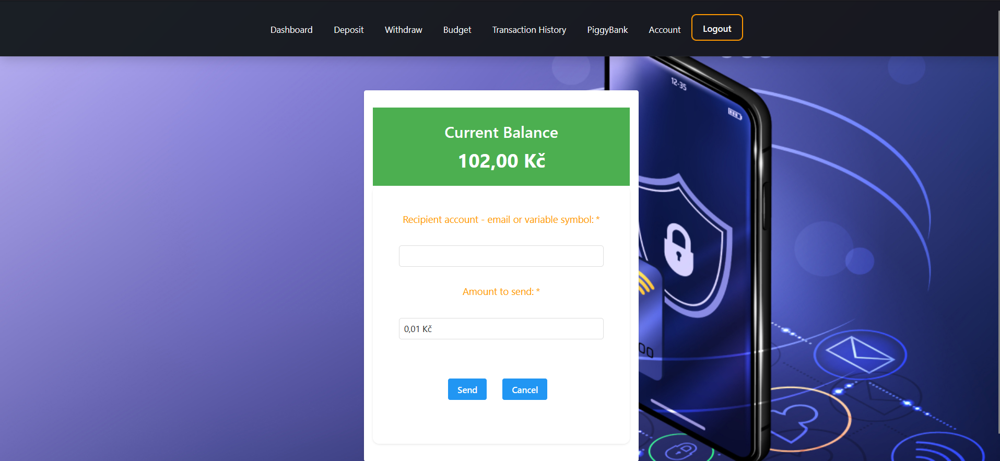 Dashboard Deposit Withdraw Budget Transaction History PiggyBank Account Logout
12-35
Current Balance
102,00 Kč
Recipient account - email or variable symbol: *
Amount to send: *
0,01 Kč
Send Cancel